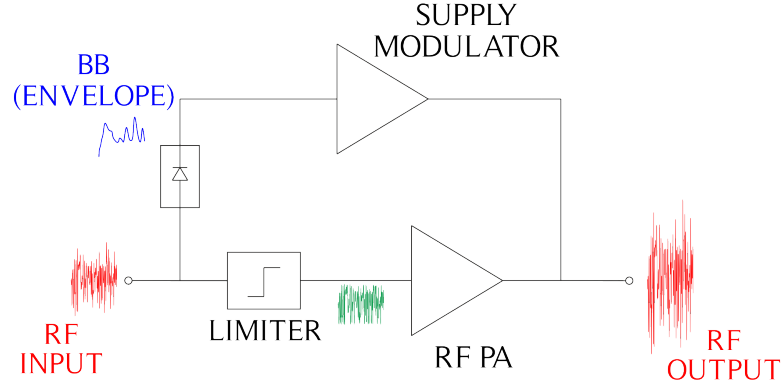 SUPPLY
MODULATOR
BB
(ENVELOPE)
LIMITER
RF PA
RF
INPUT
RF
OUTPUT